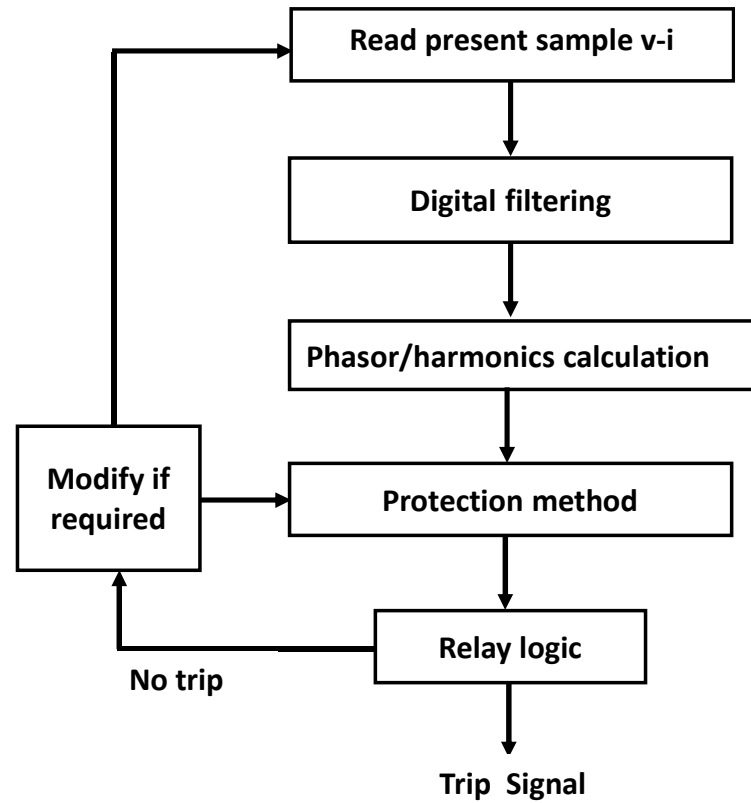 Read present sample v-i
Digital filtering
Phasor/harmonics calculation
Modify if
required
Protection method
Relay logic
No trip
Trip Signal